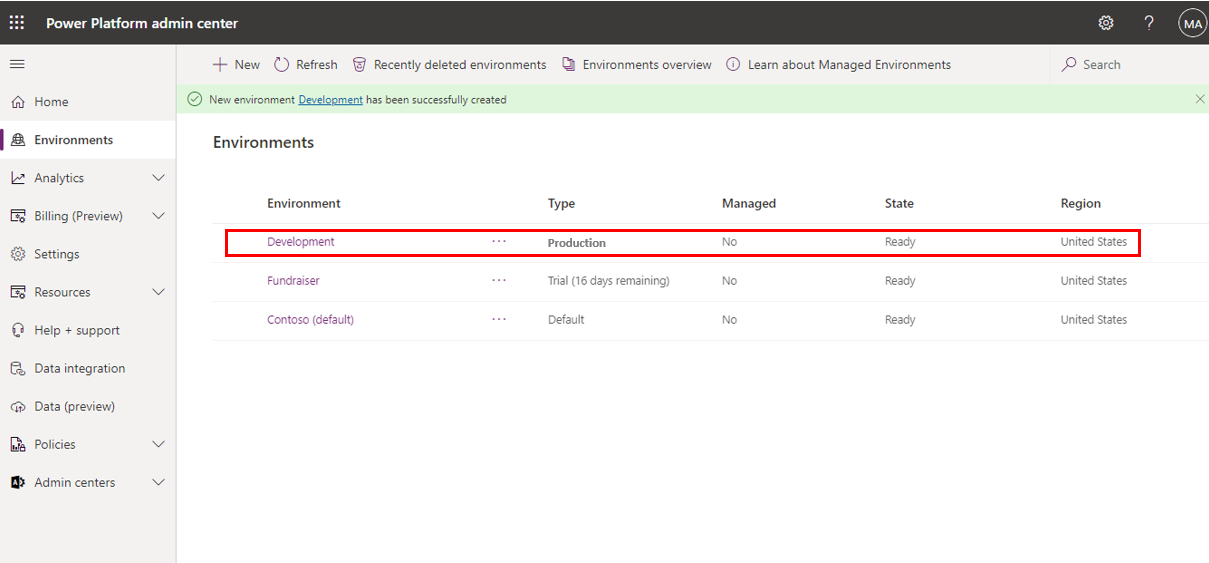 Power Platform admin center
? MA
New Refresh Recently deleted environments Environments overview Learn about Managed Environments Search
New environment Development has been successfully created
Home
Environments
Analytics
Billing (Preview)
Settings
Resources
Help + support
Data integration
Data (preview)
Policies
Admin centers
Environments
Environment Type Managed State Region
Development ... Production No Ready United States
Fundraiser ... Trial (16 days remaining) No Ready United States
Contoso (default) ... Default No Ready United States